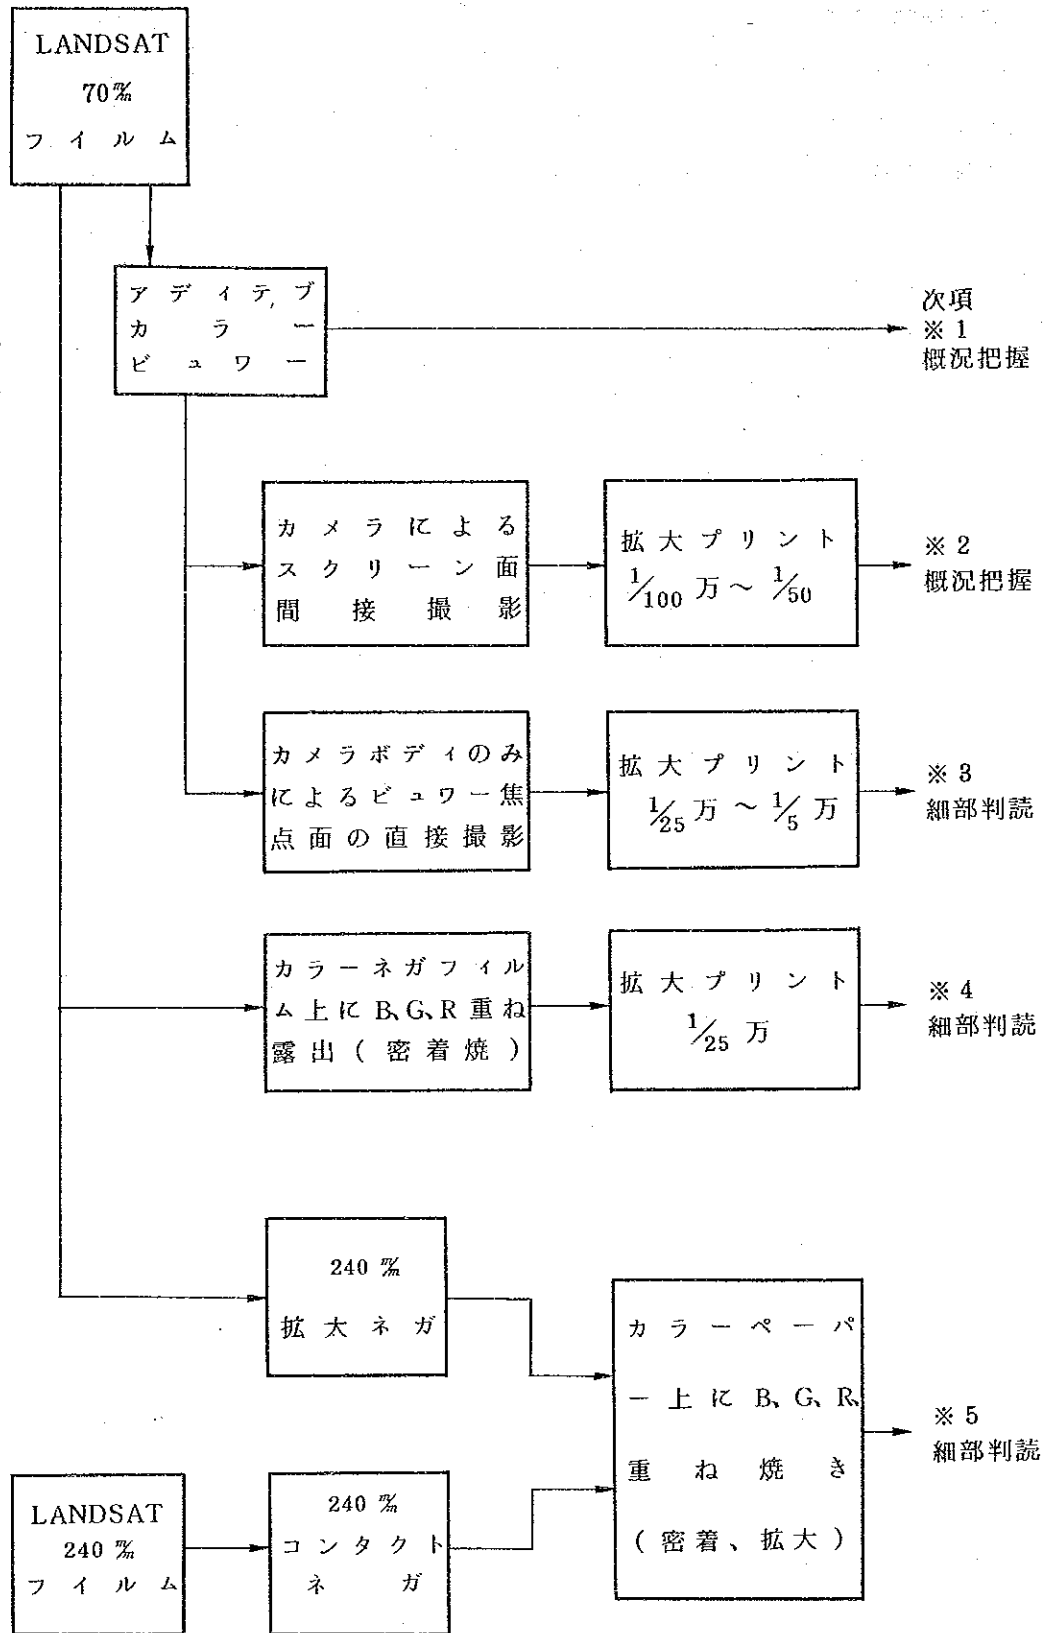 LANDSAT
70 m/m
フイルム
アディテ,ブ
カラー
ビュワー
次項
※1
概況把握
カメラによる
スクリーン面
間接撮影
拡大プリント
1/100万～1/50
※2
概況把握
カメラボディのみ
によるビュワー焦
点面の直接撮影
拡大プリント
1/25万～1/5万
※3
細部判読
カラーネガフィル
ム上にB、G、R重ね
露出(密着焼)
拡大プリント
1/25万
※4
細部判読
240 m/m
拡大ネガ
カラーペーパ
ー上にB、G、R、
重ね焼き
(密着、拡大)
※5
細部判読
LANDSAT
240 m/m
フイルム
240 m/m
コンタクト
ネガ